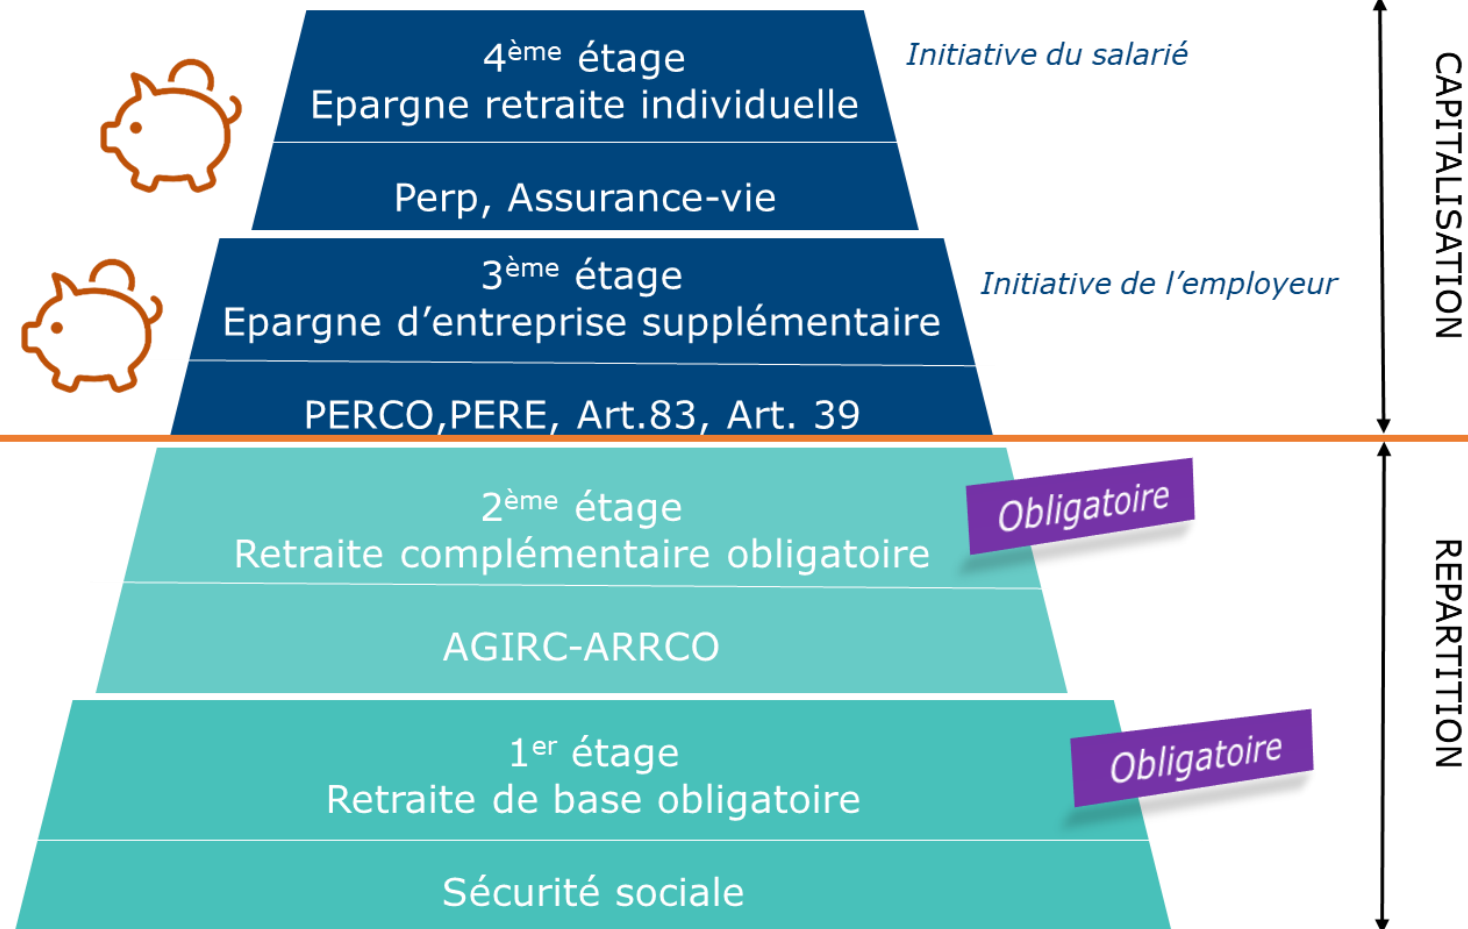 4ème étage
Epargne retraite individuelle
Initiative du salarié
Perp, Assurance-vie
3ème étage
Epargne d’entreprise supplémentaire
Initiative de l’employeur
PERCO,PERE, Art.83, Art. 39
CAPITALISATION
2ème étage
Retraite complémentaire obligatoire
Obligatoire
AGIRC-ARRCO
1er étage
Retraite de base obligatoire
Obligatoire
Sécurité sociale
REPARTITION